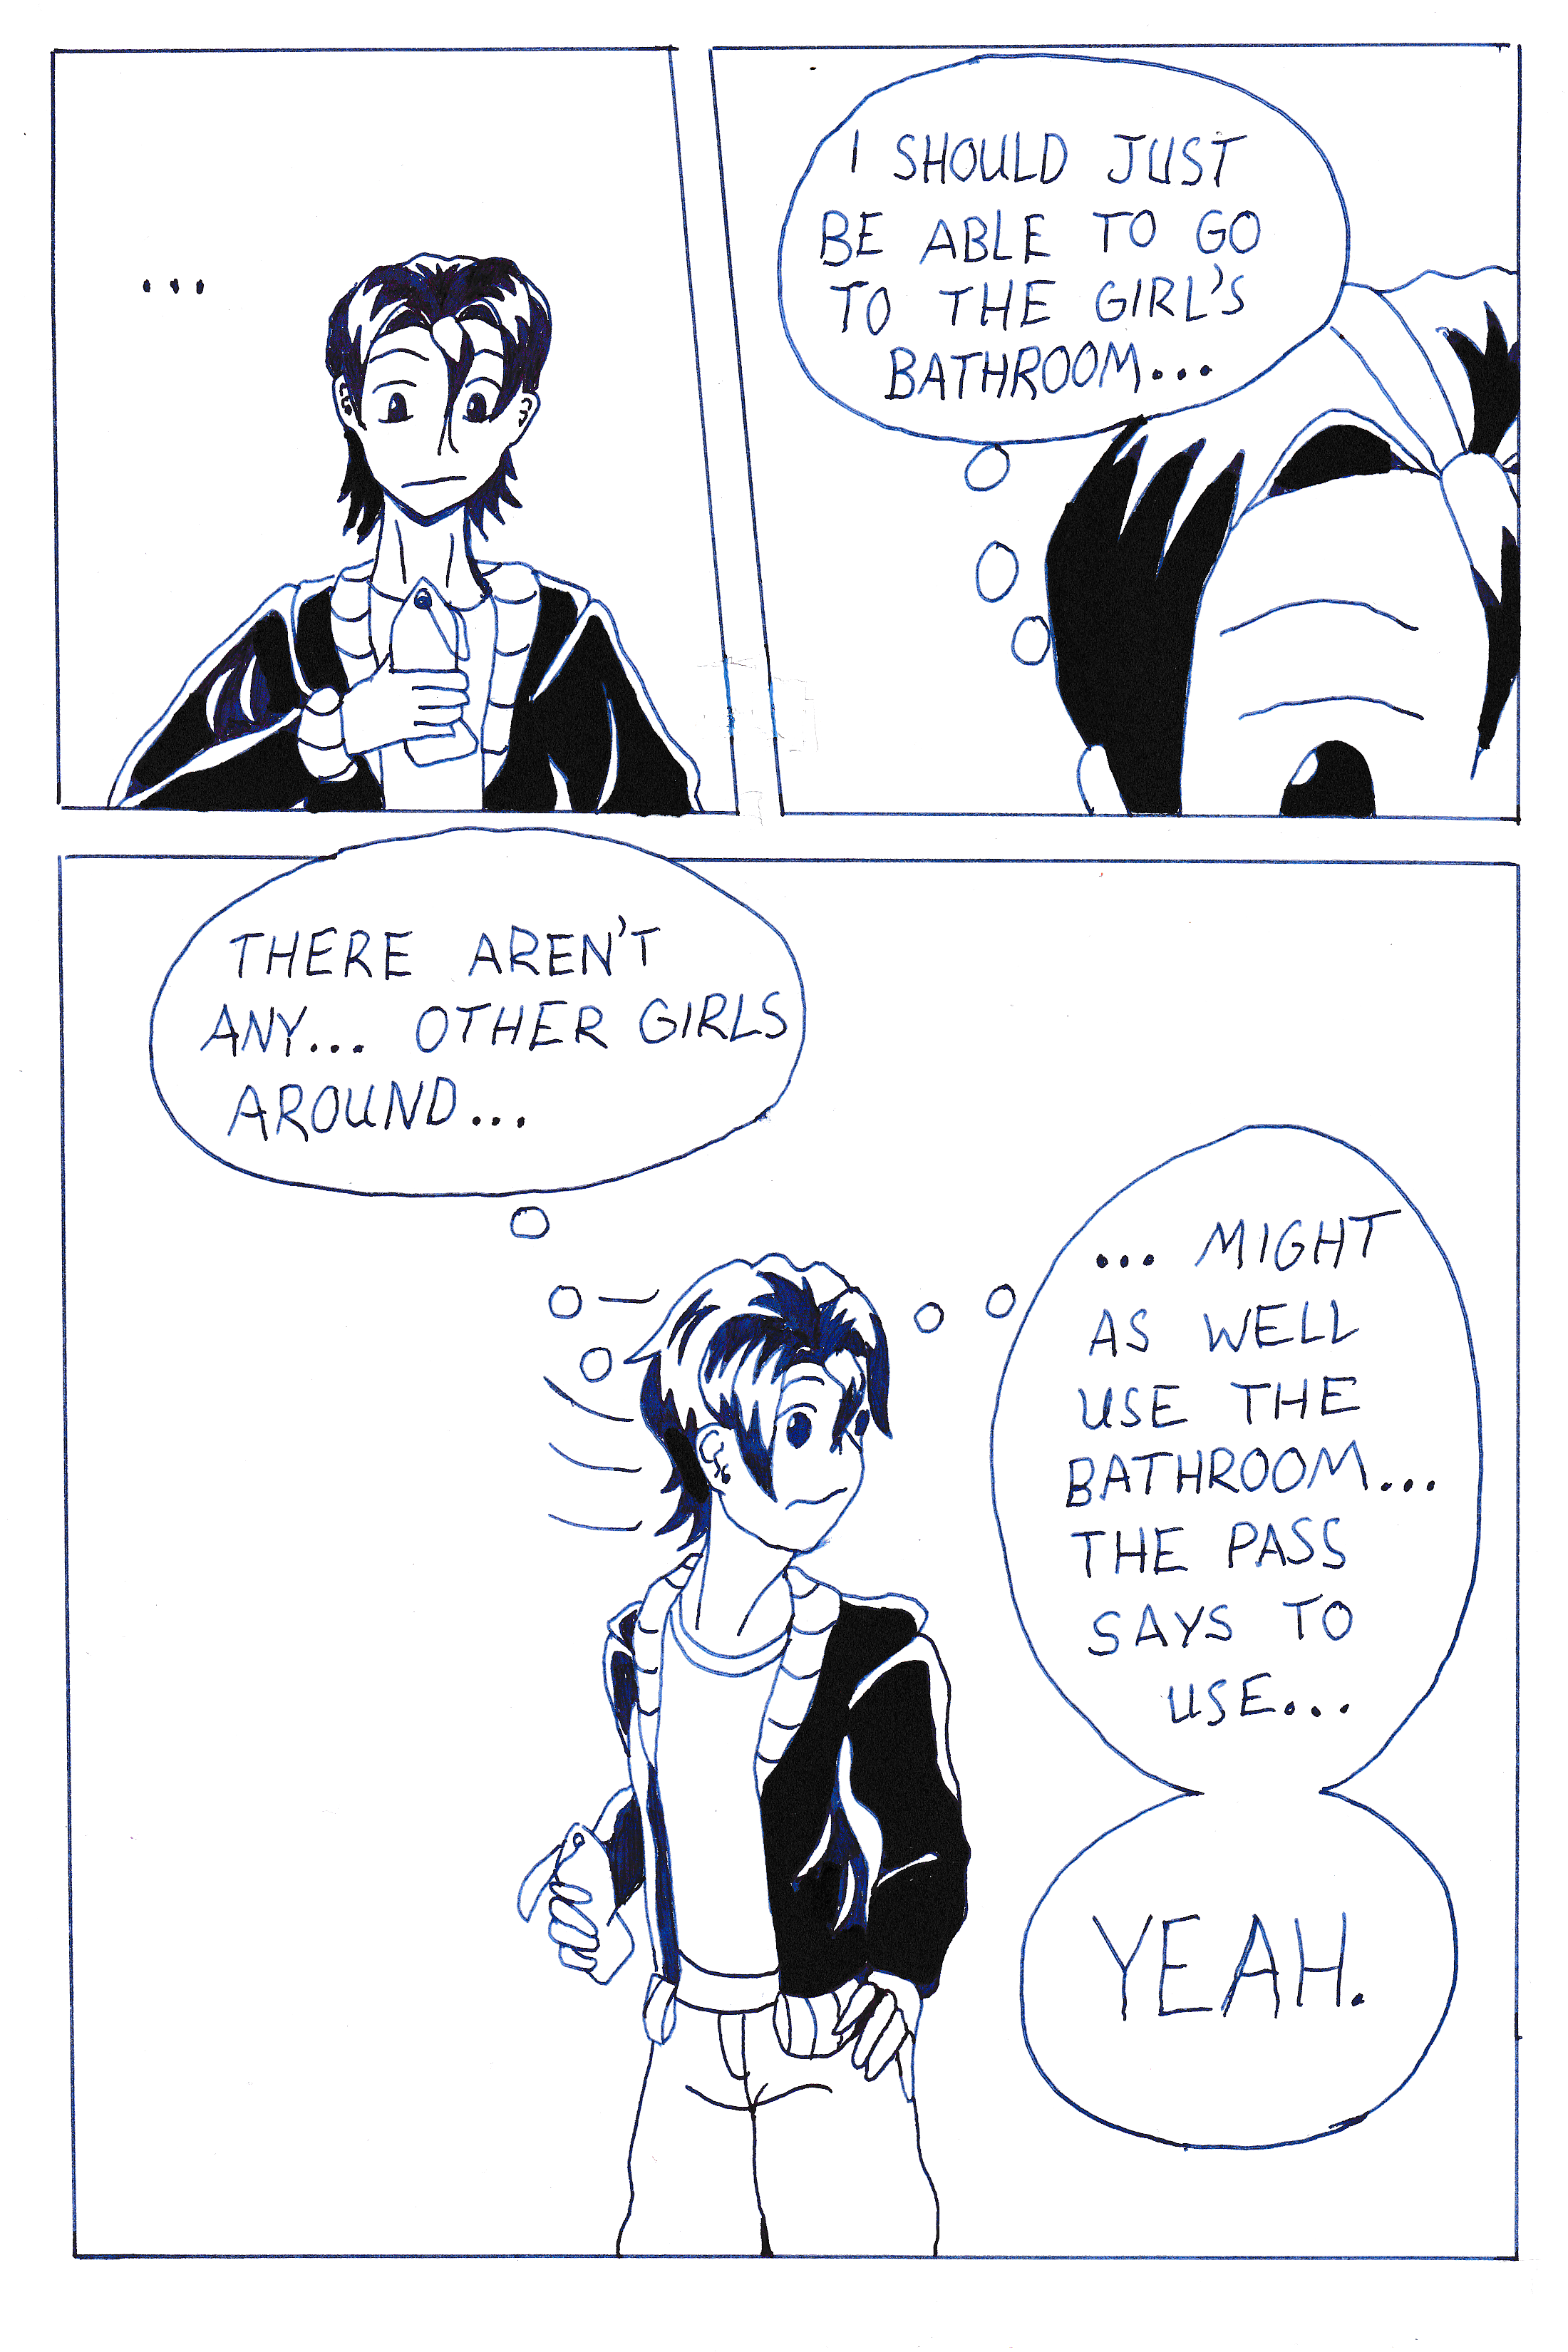 ...
I SHOULD JUST
BE ABLE TO GO
TO THE GIRL'S
BATHROOM...
THERE AREN'T
ANY... OTHER GIRLS
AROUND...
... MIGHT
AS WELL
USE THE
BATHROOM...
THE PASS
SAYS TO
USE...
YEAH.